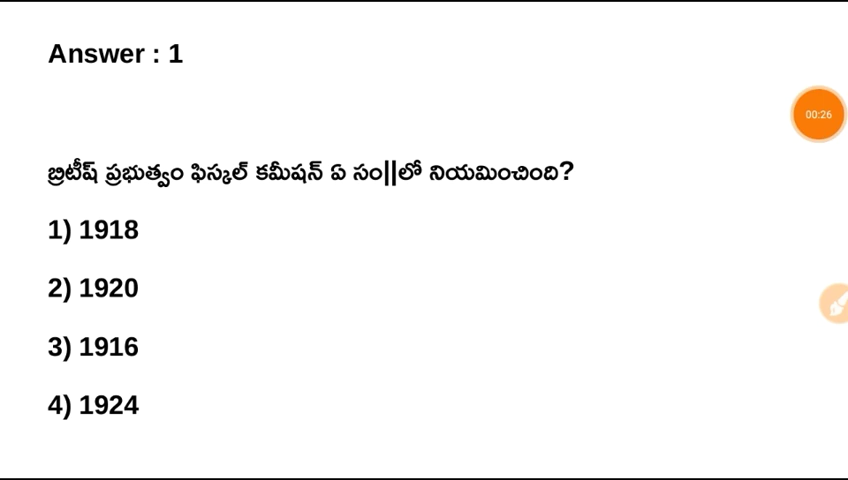 Answer : 1
00:26
బ్రిటీష్ ప్రభుత్వం ఫిస్కల్ కమీషన్ ఏ సం||లో నియమించింది?
1) 1918
2) 1920
3) 1916
4) 1924